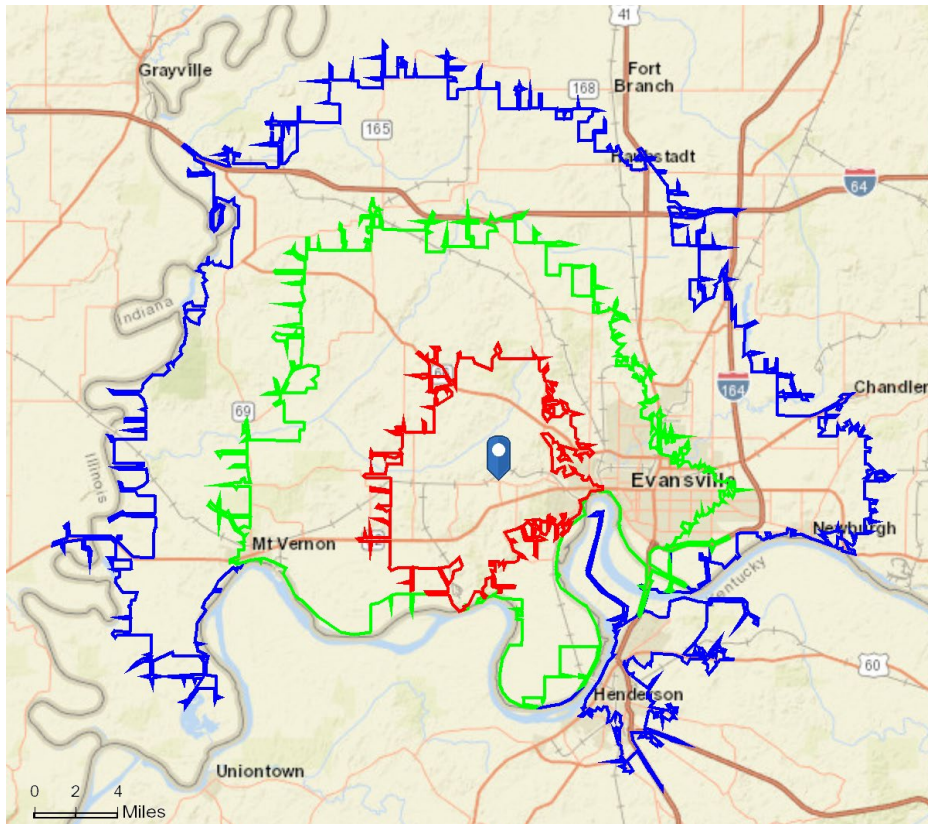 41
Grayville
Fort
Branch
168
165
Haubstadt
64
Indiana
69
164
Chandler
Illinois
Evansville
Mt Vernon
Newburgh
Kentucky
60
Henderson
Uniontown
0 2 4
Miles